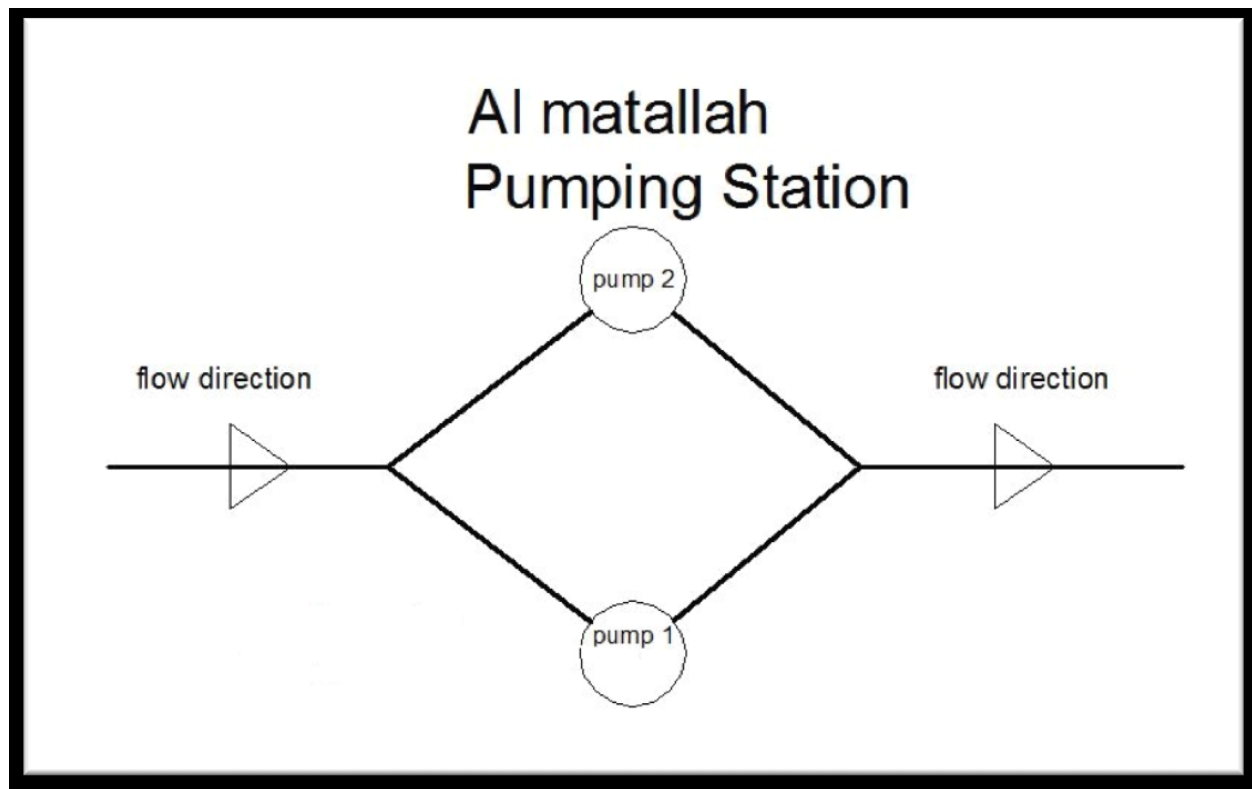 Al matallah
Pumping Station
pump 2
flow direction
flow direction
pump 1